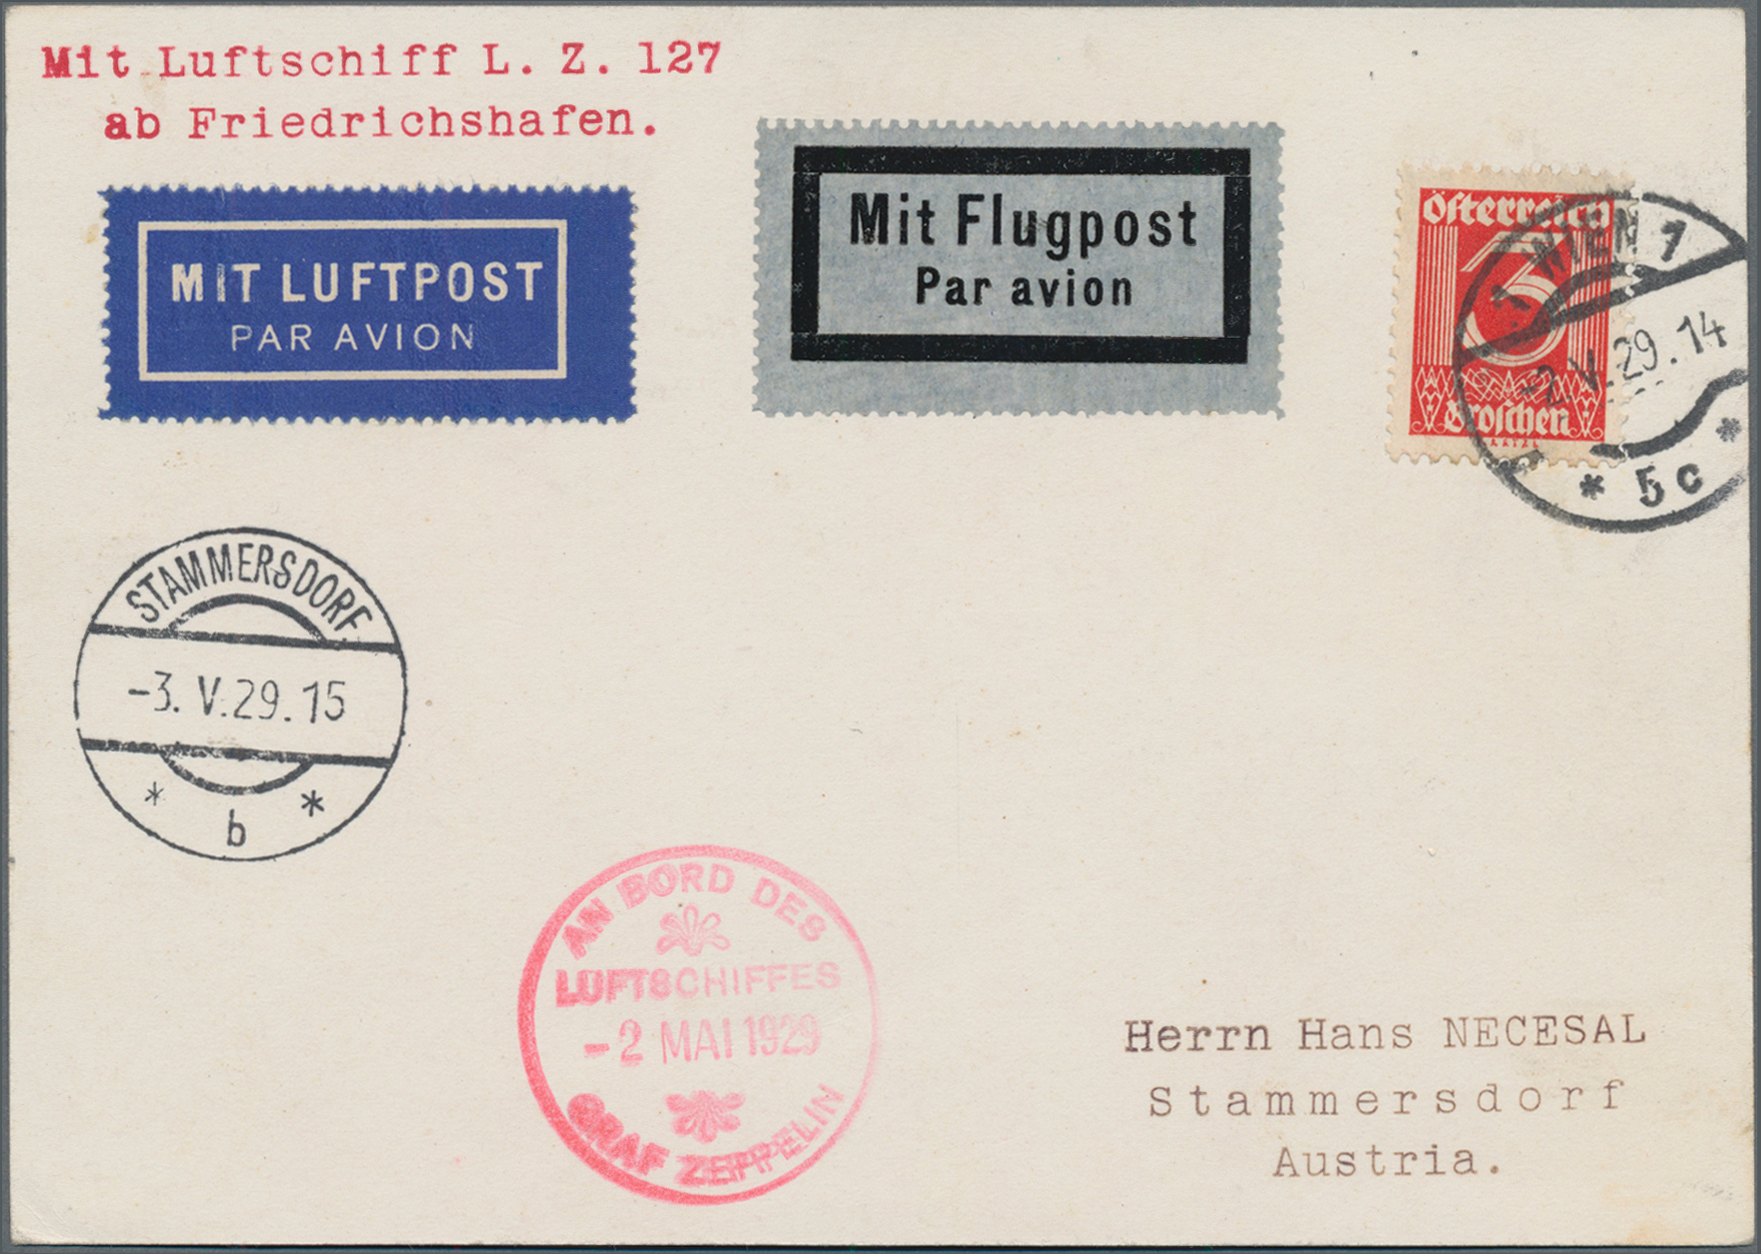 Mit Luftschiff L. Z. 127
ab Friedrichshafen.
MIT LUFTPOST
PAR AVION
Mit Flugpost
Par avion
Österreich
3
Groschen
1 WIEN 1
-2.V.29.14
* 5c *
STAMMERSDORF
-3. V.29.15
* b *
AN BORD DES
LUFTSCHIFFES
-2 MAI 1929
GRAF ZEPPELIN
Herrn Hans NECESAL
Stammersdorf
Austria.